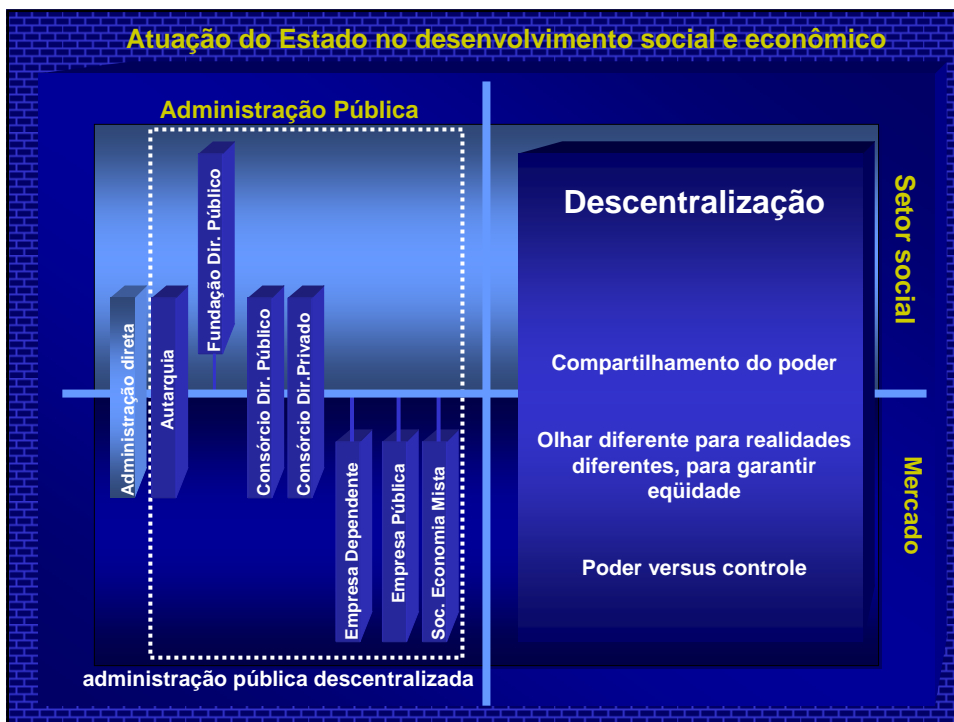 Atuação do Estado no desenvolvimento social e econômico
Administração Pública
Administração direta
Autarquia
Fundação Dir. Público
Consórcio Dir. Público
Consórcio Dir.Privado
Empresa Dependente
Empresa Pública
Soc. Economia Mista
administração pública descentralizada
Descentralização
Compartilhamento do poder
Olhar diferente para realidades
diferentes, para garantir
eqüidade
Poder versus controle
Setor social
Mercado